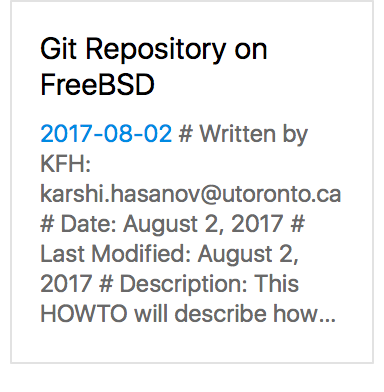 Git Repository on
FreeBSD
2017-08-02 # Written by
KFH:
karshi.hasanov@utoronto.ca
# Date: August 2, 2017 #
Last Modified: August 2,
2017 # Description: This
HOWTO will describe how...